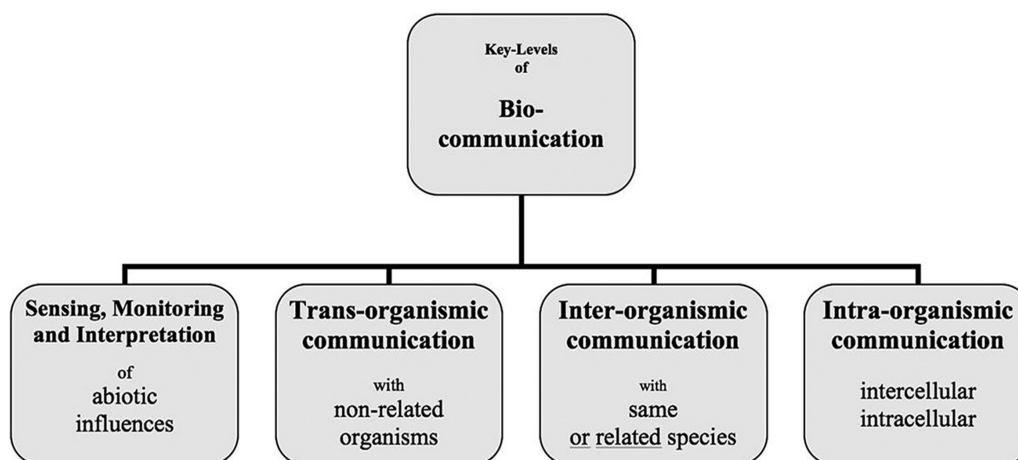 Key-Levels
of
Bio-
communication
Sensing, Monitoring
and Interpretation
of
abiotic
influences
Trans-organismic
communication
with
non-related
organisms
Inter-organismic
communication
with
same
or related species
Intra-organismic
communication
intercellular
intracellular